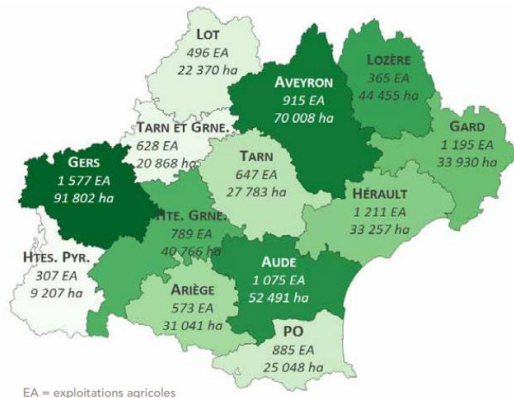 LOT
496 EA
22 370 ha
LOZÈRE
365 EA
44 455 ha
AVEYRON
915 EA
70 008 ha
TARN ET GRNE.
628 EA
20 868 ha
GARD
1 195 EA
33 930 ha
GERS
1 577 EA
91 802 ha
TARN
647 EA
27 783 ha
HÉRAULT
1 211 EA
33 257 ha
HTE. GRNE.
789 EA
40 766 ha
HTES. PYR.
307 EA
9 207 ha
AUDE
1 075 EA
52 491 ha
ARIÈGE
573 EA
31 041 ha
PO
885 EA
25 048 ha
EA = exploitations agricoles